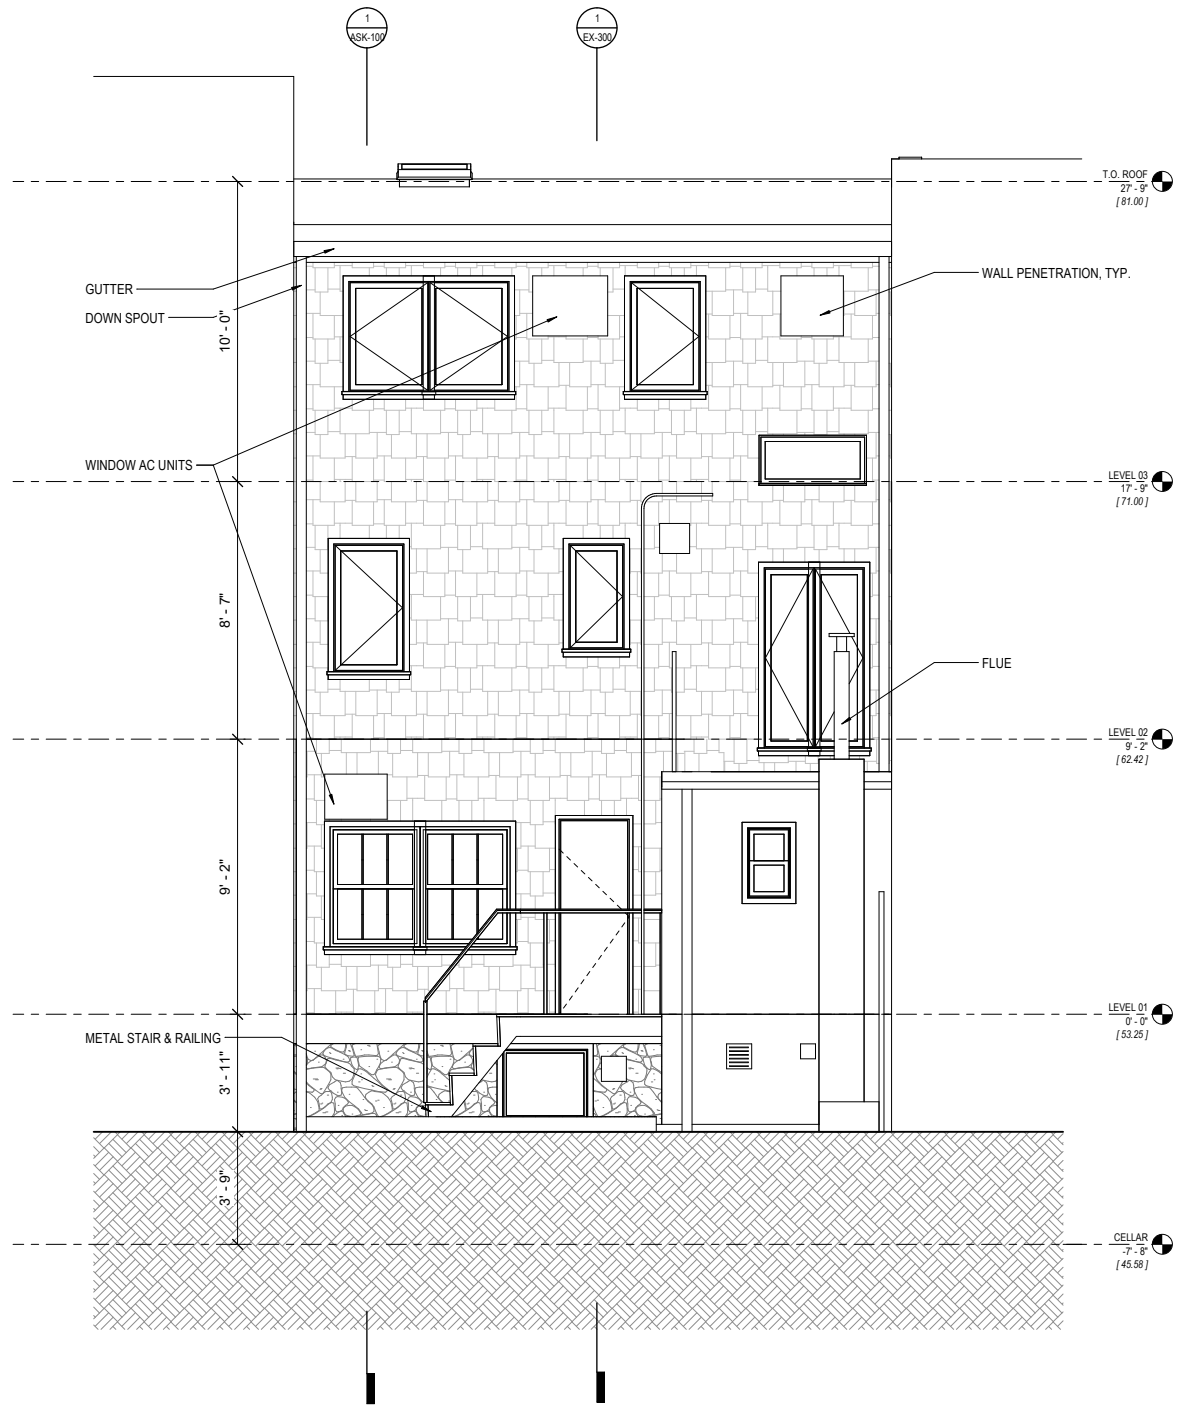 1
ASK-100
1
EX-300
T.O. ROOF
27' - 9"
[ 81.00 ]
GUTTER
WALL PENETRATION, TYP.
DOWN SPOUT
10' - 0"
WINDOW AC UNITS
LEVEL 03
17' - 9"
[ 71.00 ]
8' - 7"
FLUE
LEVEL 02
9' - 2"
[ 62.42 ]
9' - 2"
LEVEL 01
0' - 0"
[ 53.25 ]
METAL STAIR & RAILING
3' - 11"
3' - 9"
CELLAR
-7' - 8"
[ 45.58 ]